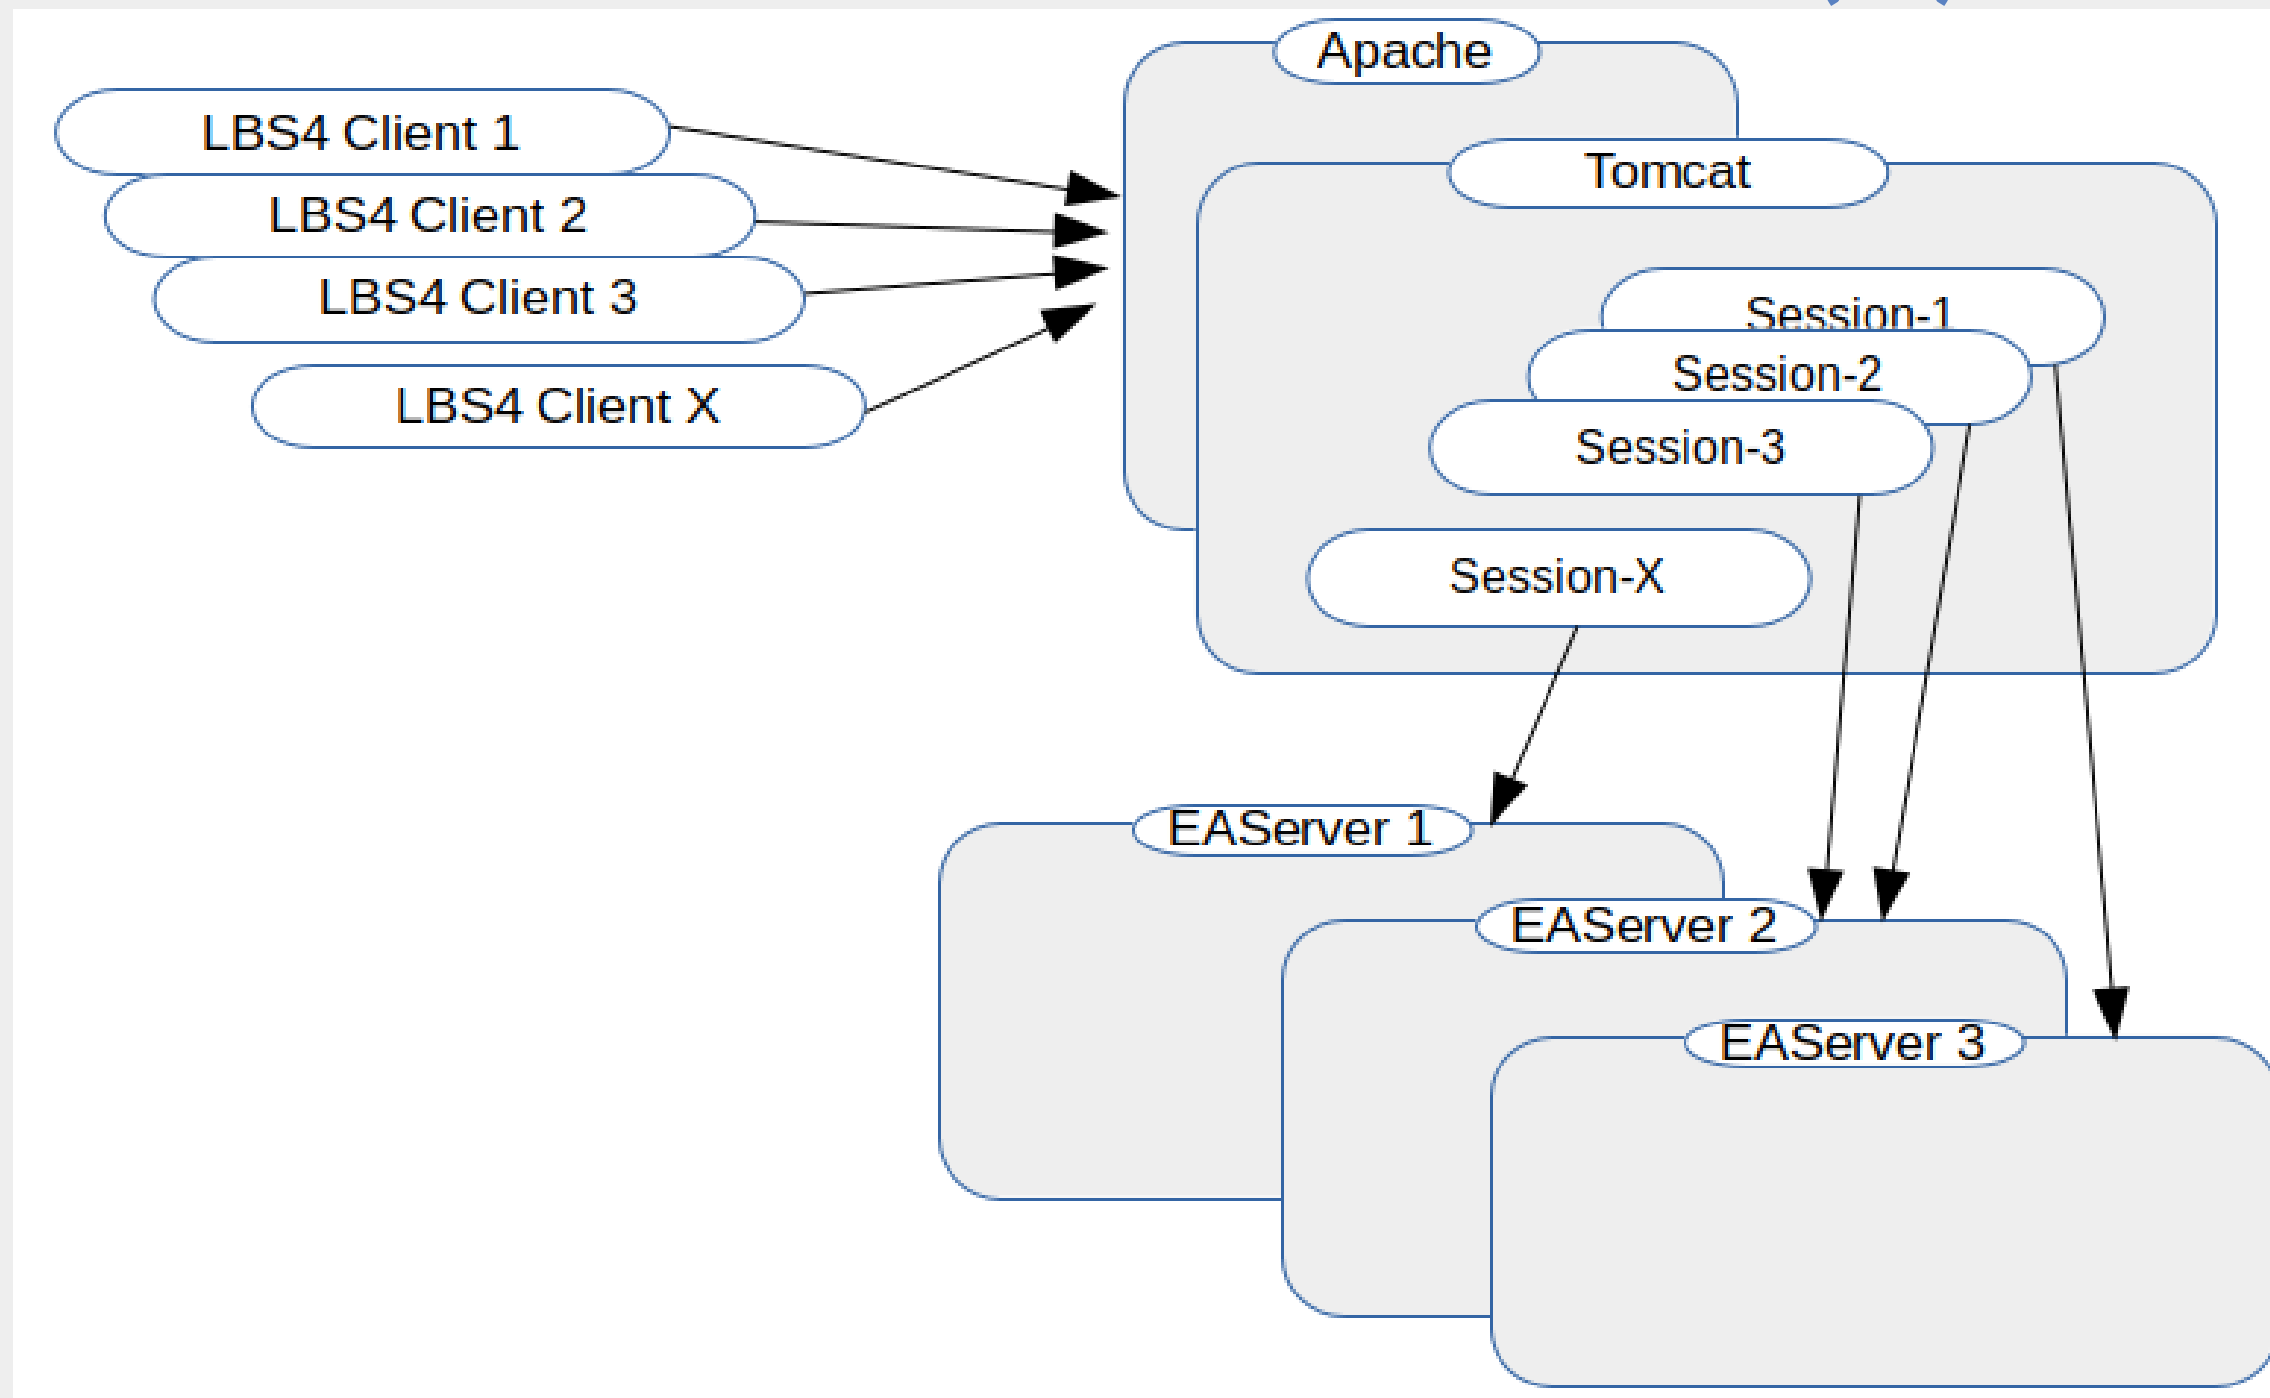 Apache
LBS4 Client 1
Tomcat
LBS4 Client 2
LBS4 Client 3
Session-1
Session-2
LBS4 Client X
Session-3
Session-X
EAServer 1
EAServer 2
EAServer 3